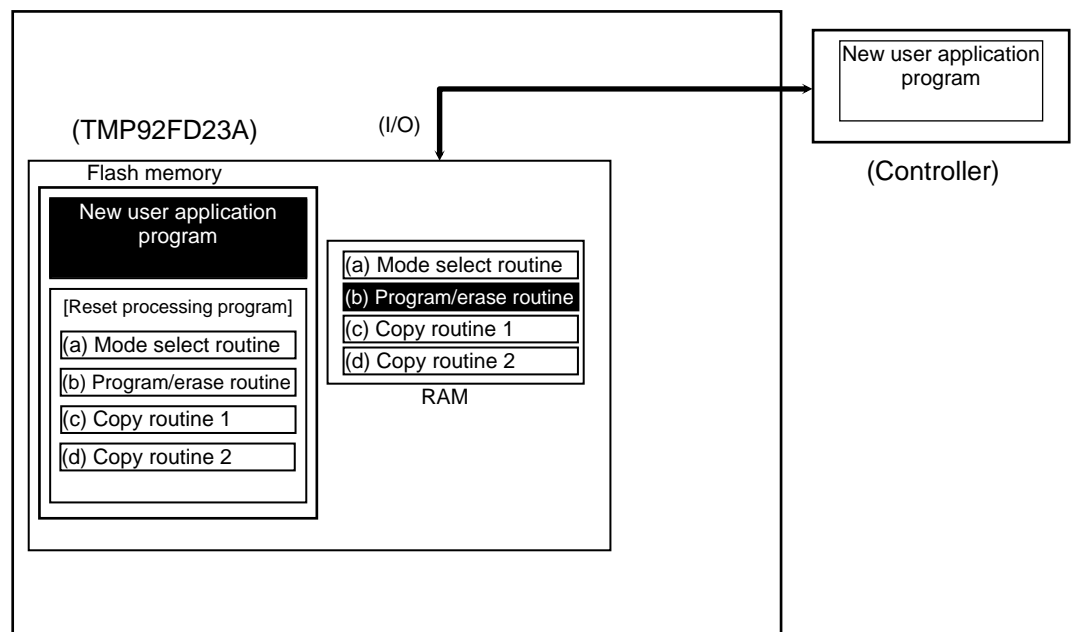 (TMP92FD23A)
(I/O)
New user application
program
(Controller)
Flash memory
New user application
program
[Reset processing program]
(a) Mode select routine
(b) Program/erase routine
(c) Copy routine 1
(d) Copy routine 2
(a) Mode select routine
(b) Program/erase routine
(c) Copy routine 1
(d) Copy routine 2
RAM